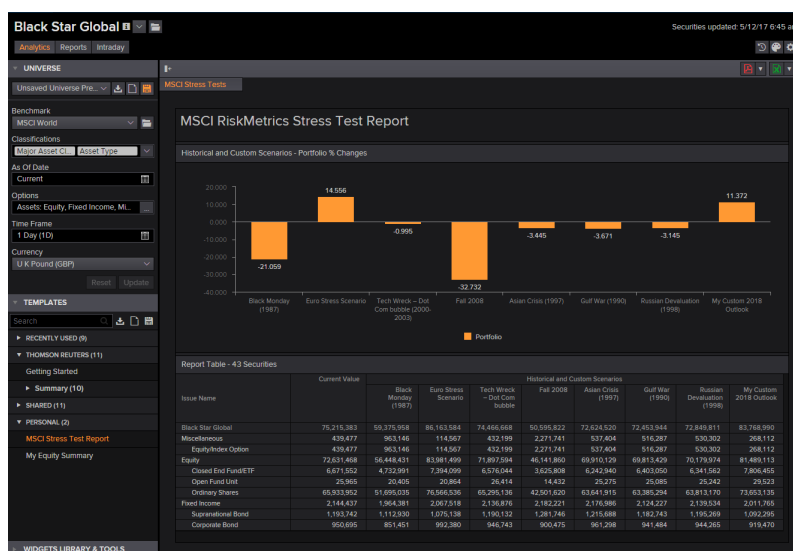 Black Star Global
Securities updated: 5/12/17 6:45 am
Analytics Reports Intraday
UNIVERSE
Unsaved Universe Pre...
MSCI Stress Tests
Benchmark
MSCI World
Classifications
Major Asset Cl... Asset Type
As Of Date
Current
Options
Assets: Equity, Fixed Income, Mi...
Time Frame
1 Day (1D)
Currency
U K Pound (GBP)
Reset Update
TEMPLATES
Search
RECENTLY USED (9)
THOMSON REUTERS (11)
Getting Started
Summary (10)
SHARED (11)
PERSONAL (2)
MSCI Stress Test Report
My Equity Summary
WIDGETS LIBRARY & TOOLS
MSCI RiskMetrics Stress Test Report
Historical and Custom Scenarios - Portfolio % Changes
20.000
10.000
0.000
-10.000
-20.000
-30.000
-40.000
-21.059
14.556
-0.995
-32.732
-3.445
-3.671
-3.145
11.372
Black Monday (1987)
Euro Stress Scenario
Tech Wreck – Dot Com bubble (2000-2003)
Fall 2008
Asian Crisis (1997)
Gulf War (1990)
Russian Devaluation (1998)
My Custom 2018 Outlook
Portfolio
Report Table - 43 Securities
Current Value Historical and Custom Scenarios
Issue Name Black Monday (1987) Euro Stress Scenario Tech Wreck – Dot Com bubble Fall 2008 Asian Crisis (1997) Gulf War (1990) Russian Devaluation (1998) My Custom 2018 Outlook
Black Star Global 75,215,383 59,375,958 86,163,584 74,466,668 50,595,822 72,624,520 72,453,944 72,849,811 83,768,990
Miscellaneous 439,477 963,146 114,567 432,199 2,271,741 537,404 516,287 530,302 268,112
Equity/Index Option 439,477 963,146 114,567 432,199 2,271,741 537,404 516,287 530,302 268,112
Equity 72,631,468 56,448,431 83,981,499 71,897,594 46,141,860 69,910,129 69,813,429 70,179,974 81,489,113
Closed End Fund/ETF 6,671,552 4,732,991 7,394,099 6,576,044 3,625,808 6,242,940 6,403,050 6,341,562 7,806,455
Open Fund Unit 25,965 20,405 20,864 26,414 14,432 25,275 25,085 25,242 29,523
Ordinary Shares 65,933,952 51,695,035 76,566,536 65,295,136 42,501,620 63,641,915 63,385,294 63,813,170 73,653,135
Fixed Income 2,144,437 1,964,381 2,067,518 2,136,876 2,182,221 2,176,986 2,124,227 2,139,534 2,011,765
Supranational Bond 1,193,742 1,112,930 1,075,138 1,190,132 1,281,746 1,215,688 1,182,743 1,195,269 1,092,295
Corporate Bond 950,695 851,451 992,380 946,743 900,475 961,298 941,484 944,265 919,470